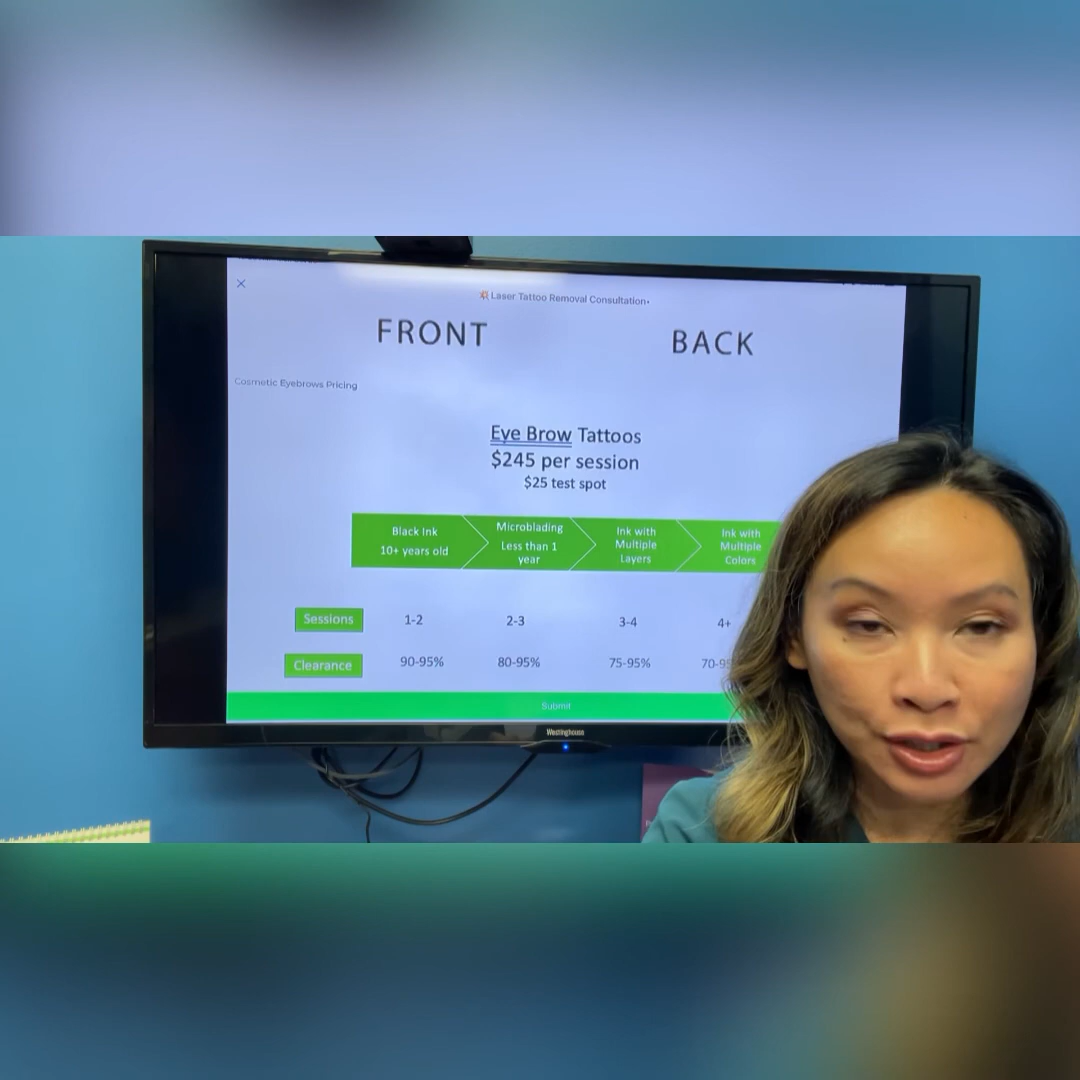 Laser Tattoo Removal Consultation
FRONT
BACK
Cosmetic Eyebrows Pricing
Eye Brow Tattoos
$245 per session
$25 test spot
Black Ink
10+ years old
Microblading
Less than 1
year
Ink with
Multiple
Layers
Ink with
Multiple
Colors
Sessions
1-2
2-3
3-4
4+
Clearance
90-95%
80-95%
75-95%
70-9
Submit
Westinghouse